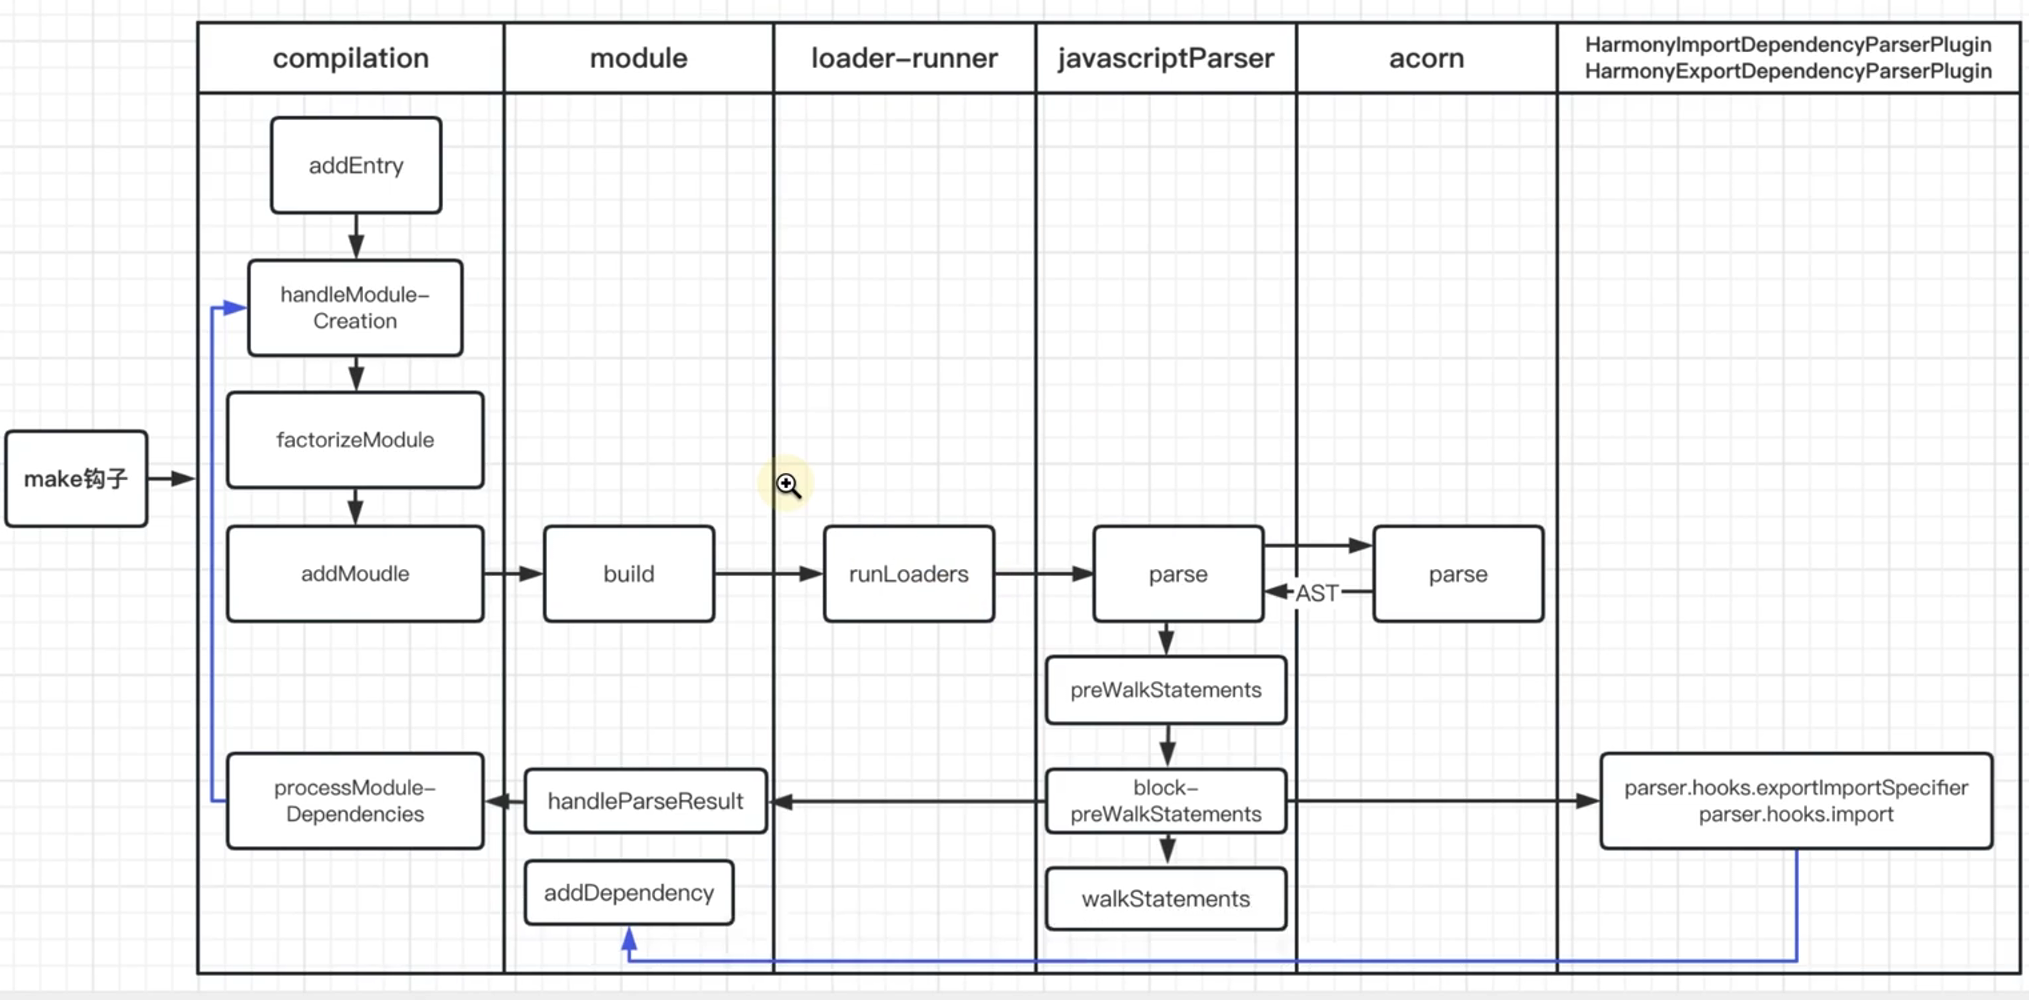 compilation
module
loader-runner
javascriptParser
acorn
HarmonyImportDependencyParserPlugin
HarmonyExportDependencyParserPlugin
addEntry
handleModule-
Creation
factorizeModule
make钩子
addMoudle
build
runLoaders
parse
AST
parse
preWalkStatements
processModule-
Dependencies
handleParseResult
block-
preWalkStatements
parser.hooks.exportImportSpecifier
parser.hooks.import
addDependency
walkStatements